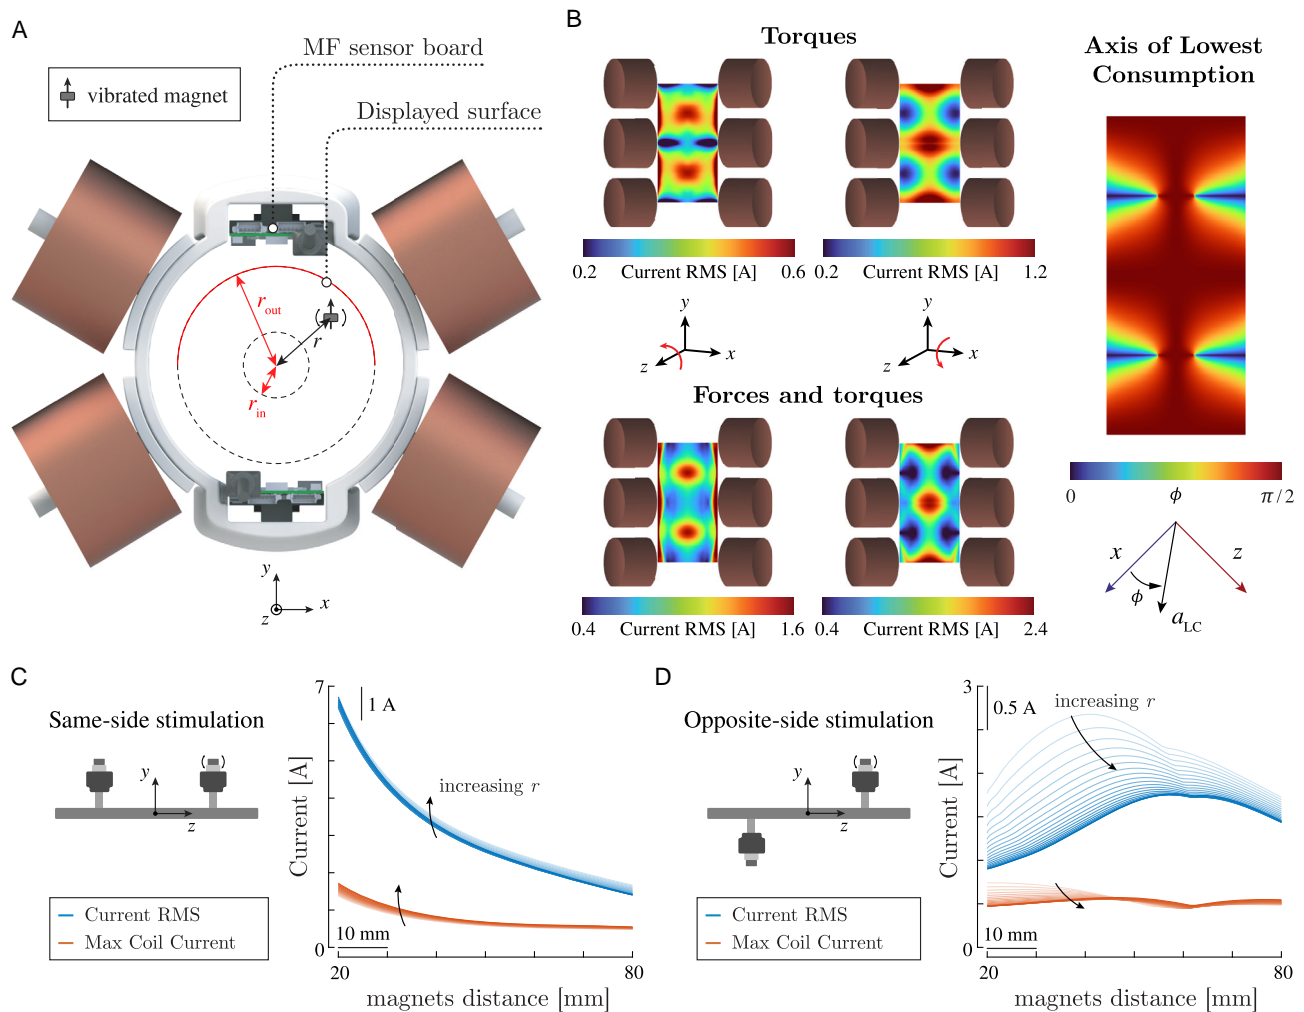 A
MF sensor board
vibrated magnet
Displayed surface
r_out
r
r_in
y
x
z
B
Torques
0.2 Current RMS [A] 0.6
0.2 Current RMS [A] 1.2
y
z
x
y
z
x
Forces and torques
0.4 Current RMS [A] 1.6
0.4 Current RMS [A] 2.4
Axis of Lowest
Consumption
0 ϕ π/2
x
z
ϕ
a_LC
C
Same-side stimulation
y
z
Current RMS
Max Coil Current
7
1 A
Current [A]
increasing r
0
10 mm
20 80
magnets distance [mm]
D
Opposite-side stimulation
y
z
Current RMS
Max Coil Current
3
0.5 A
increasing r
Current [A]
0
10 mm
20 80
magnets distance [mm]